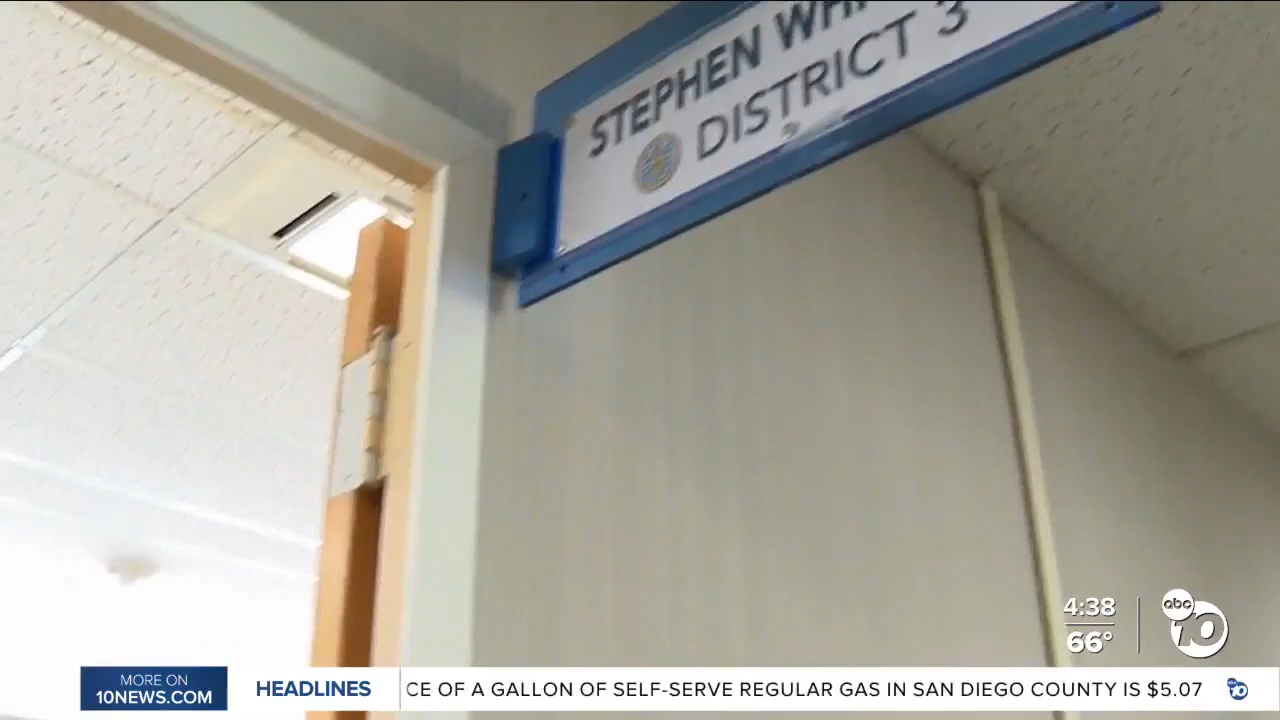 STEPHEN
DISTRICT 3
4:38
66°
abc
10
MORE ON
10NEWS.COM
HEADLINES
CE OF A GALLON OF SELF-SERVE REGULAR GAS IN SAN DIEGO COUNTY IS $5.07